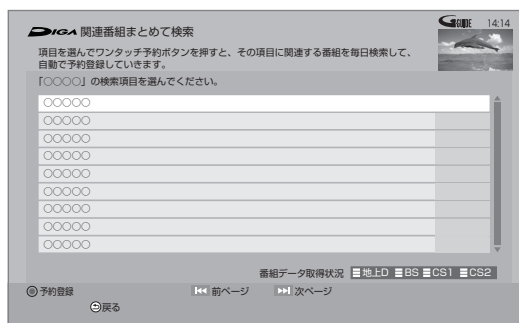 DIGA 関連番組まとめて検索
GGUIDE 14:14
項目を選んでワンタッチ予約ボタンを押すと、その項目に関連する番組を毎日検索して、
自動で予約登録していきます。
「○○○○」の検索項目を選んでください。
○○○○○
○○○○○
○○○○○
○○○○○
○○○○○
○○○○○
○○○○○
○○○○○
○○○○○
番組データ取得状況 地上D BS CS1 CS2
予約登録 前ページ 次ページ
戻る